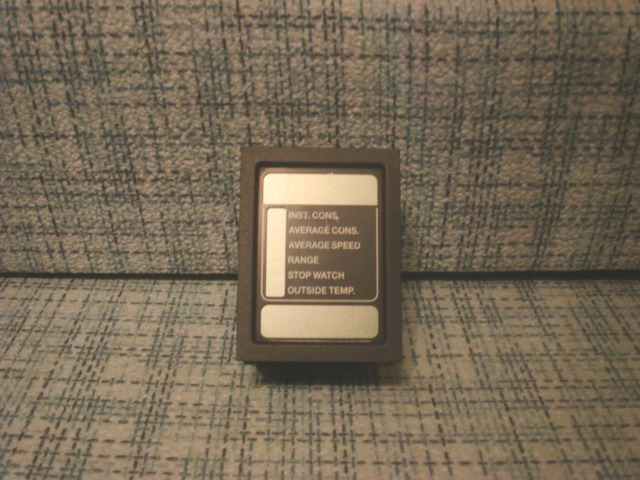 INST. CONS,
AVERAGE CONS.
AVERAGE SPEED
RANGE
STOP WATCH
OUTSIDE TEMP.